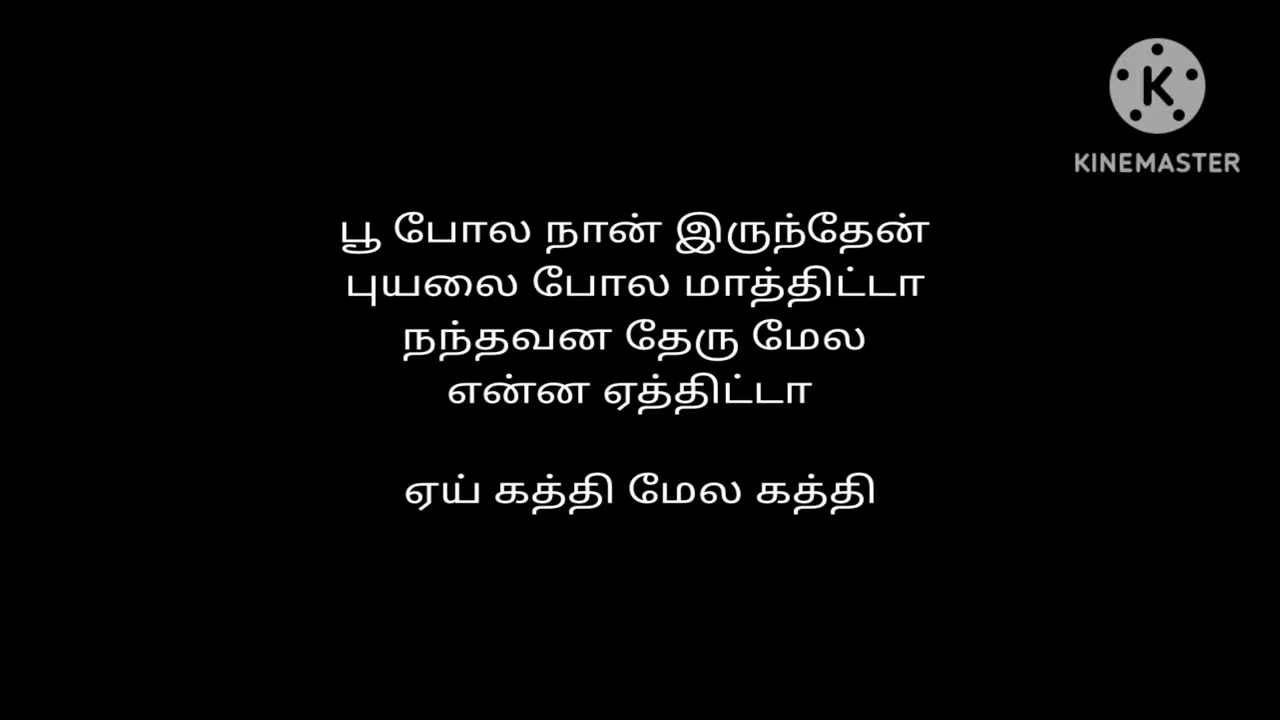 K
KINEMASTER
பூ போல நான் இருந்தேன்
புயலை போல மாத்திட்டா
நந்தவன தேரு மேல
என்ன ஏத்திட்டா
ஏய் கத்தி மேல கத்தி